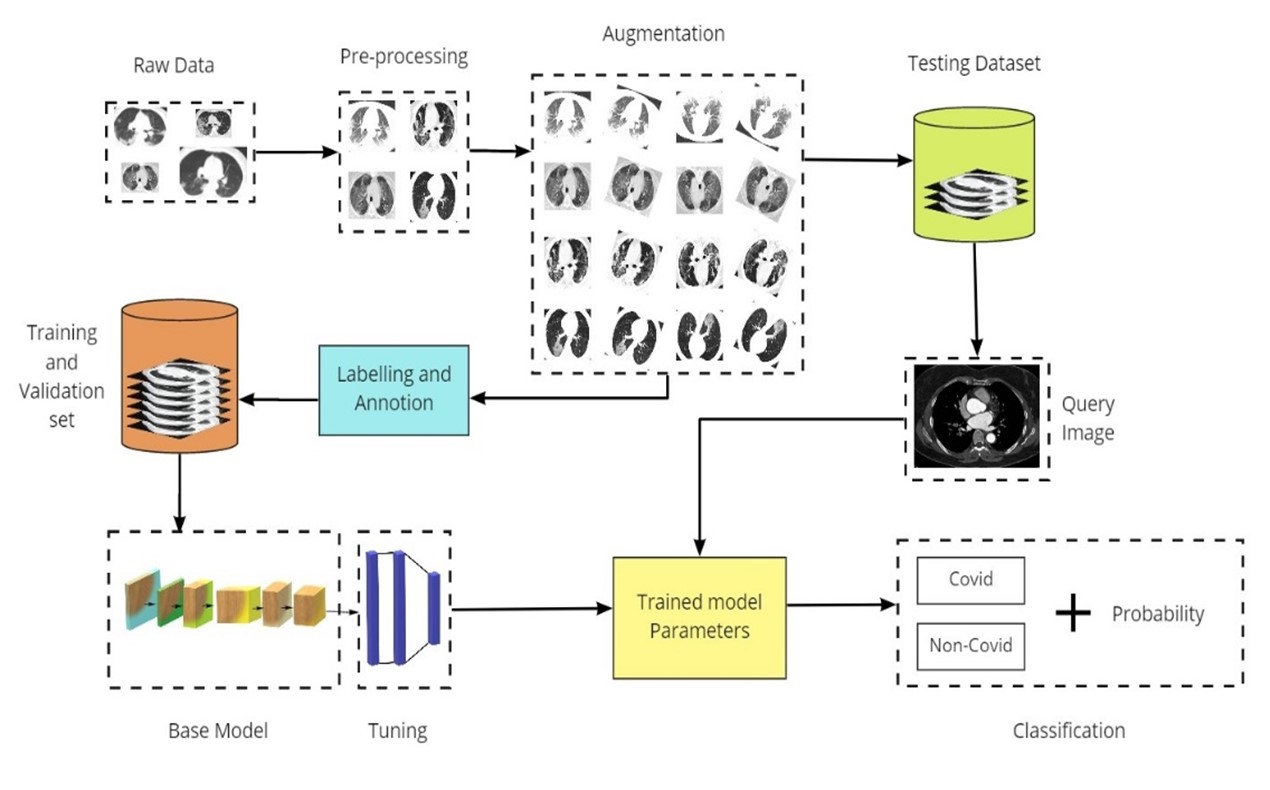 Raw Data
Pre-processing
Augmentation
Testing Dataset
Training
and
Validation
set
Labelling and
Annotion
Query
Image
Trained model
Parameters
Covid
Non-Covid
+
Probability
Base Model
Tuning
Classification